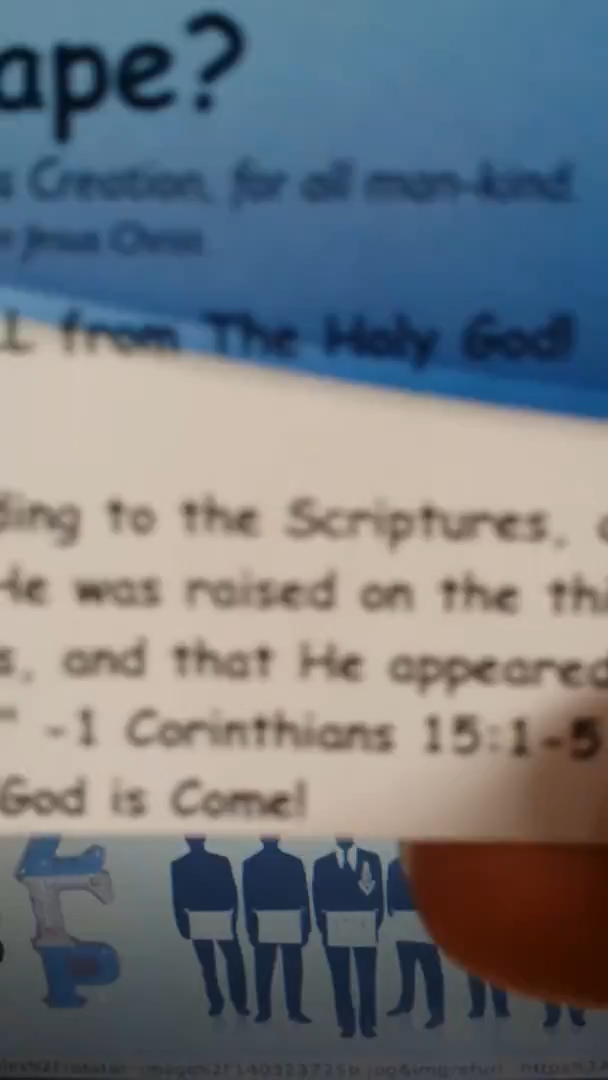 ape?
s Creation, for all man-kind.
Jesus Christ
from The Holy God!
ding to the Scriptures,
He was raised on the thi
s, and that He appeared
" -1 Corinthians 15:1-5
God is Come!